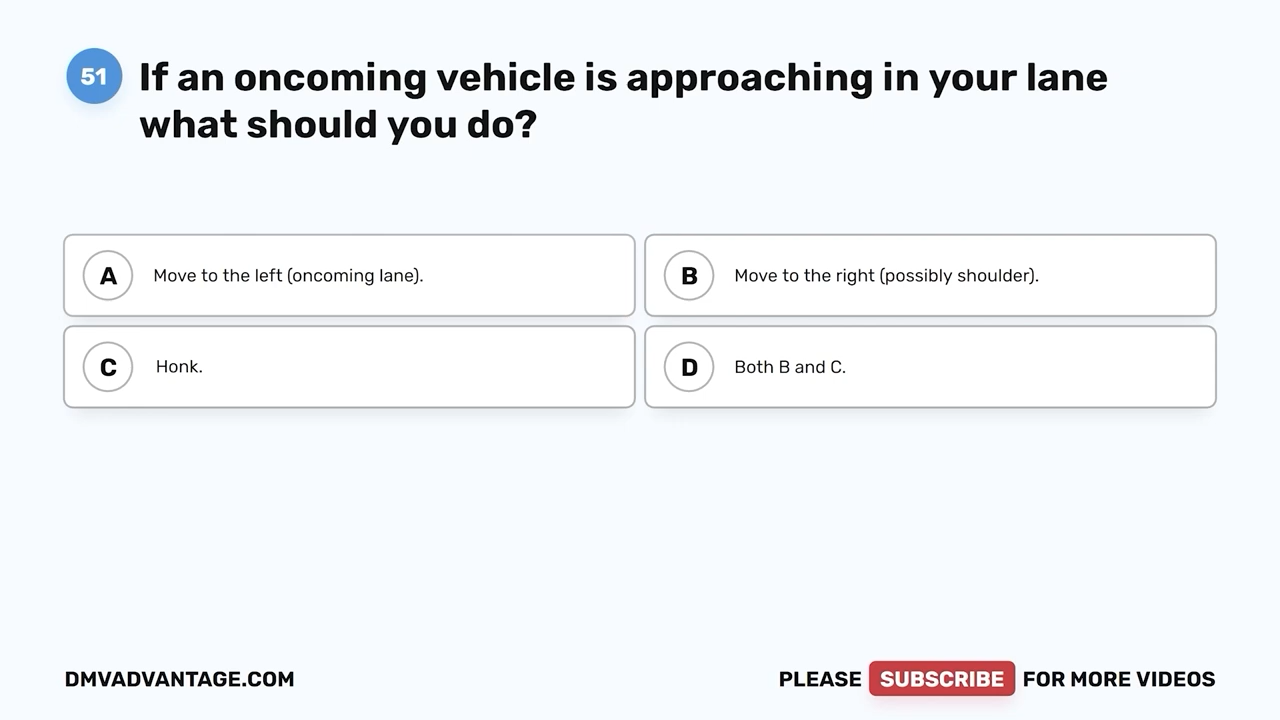 51
If an oncoming vehicle is approaching in your lane
what should you do?
A Move to the left (oncoming lane).
B Move to the right (possibly shoulder).
C Honk.
D Both B and C.
DMVADVANTAGE.COM
PLEASE SUBSCRIBE FOR MORE VIDEOS